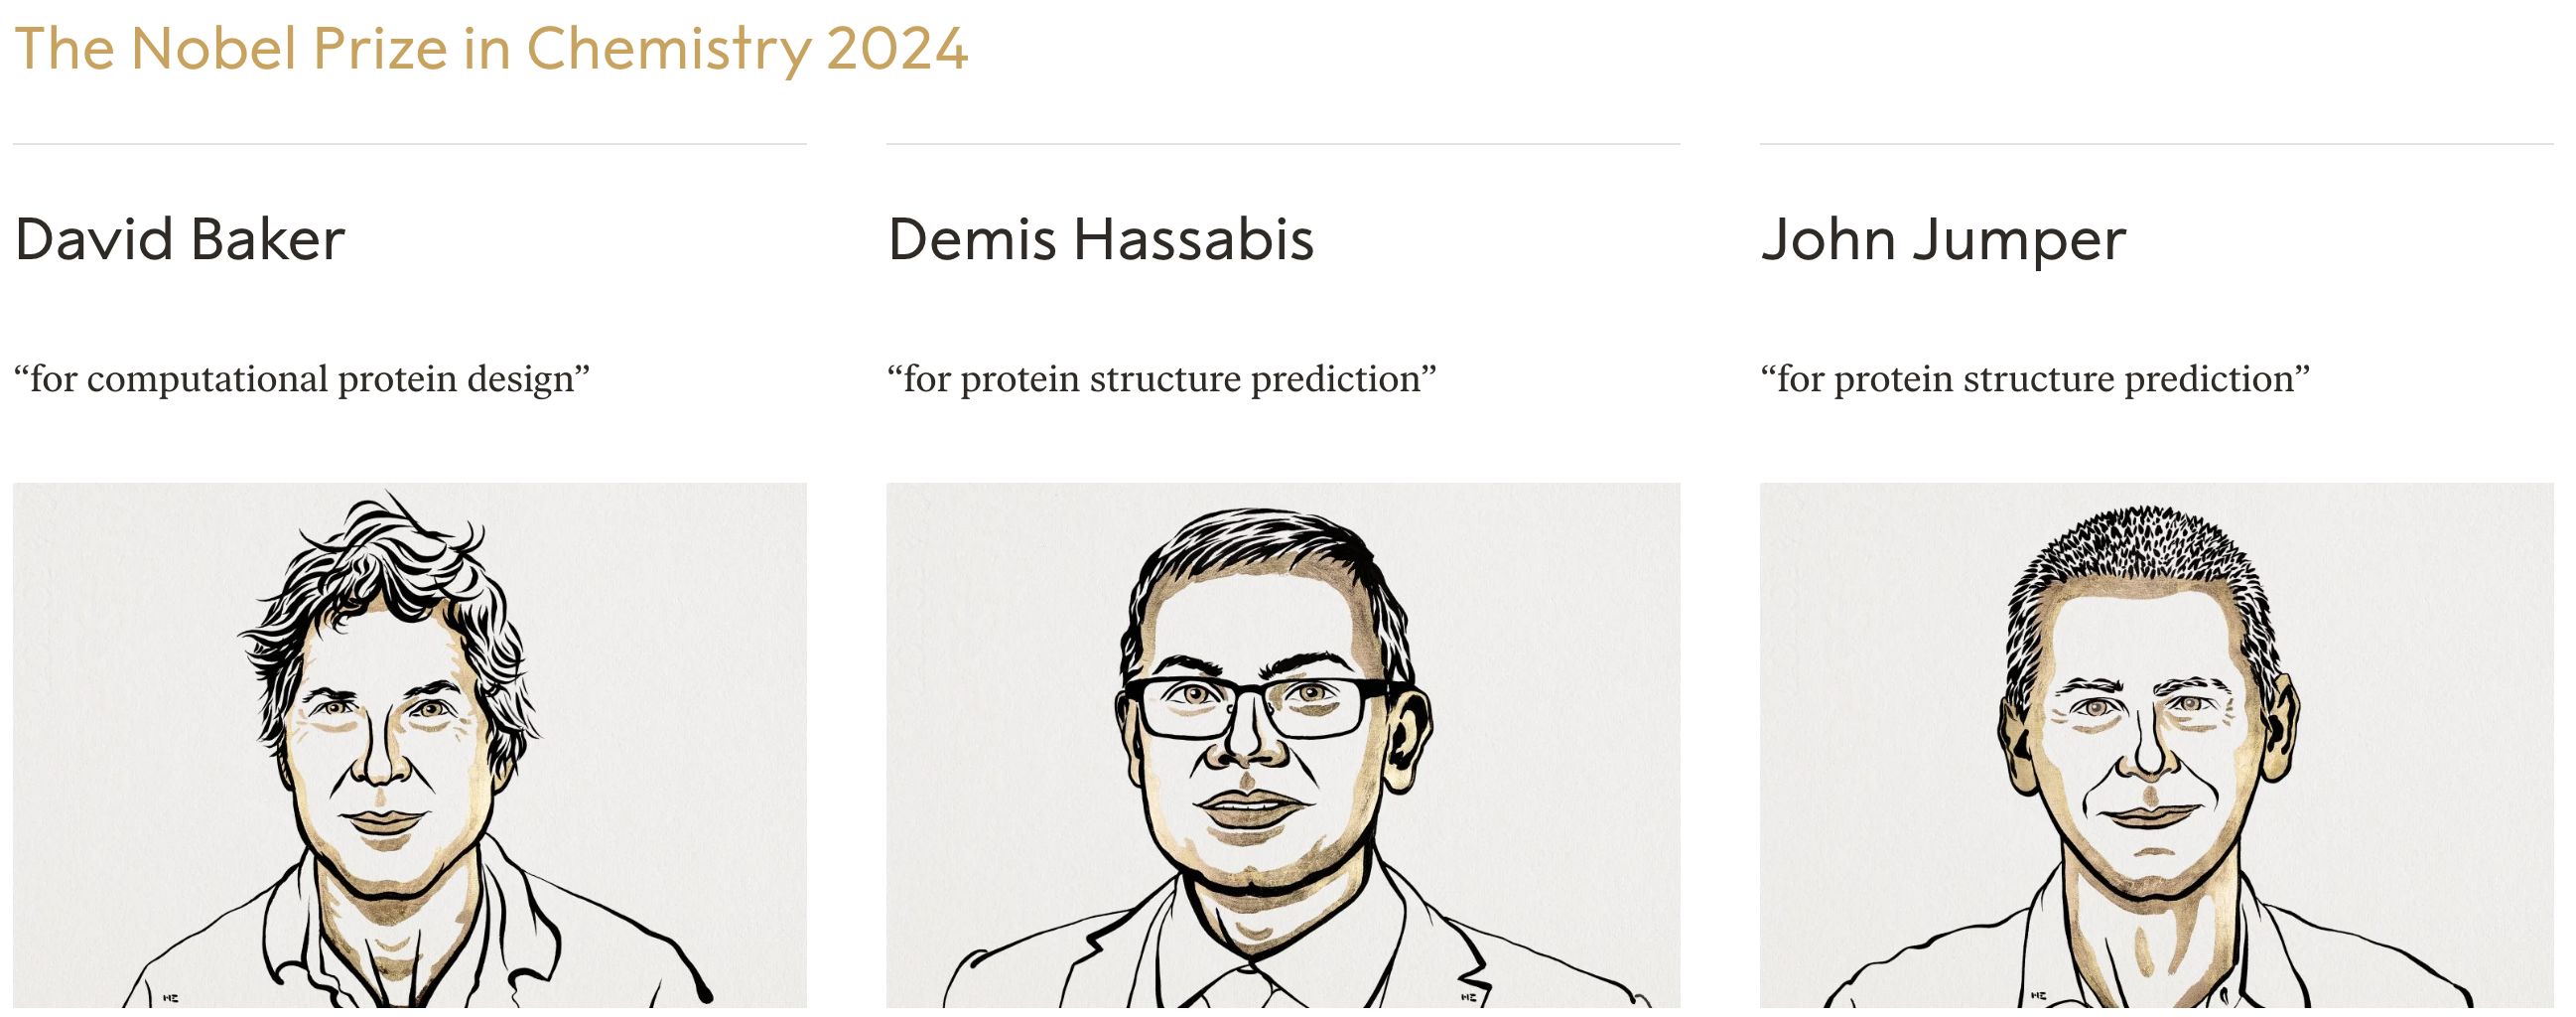 The Nobel Prize in Chemistry 2024
David Baker
“for computational protein design”
Demis Hassabis
“for protein structure prediction”
John Jumper
“for protein structure prediction”